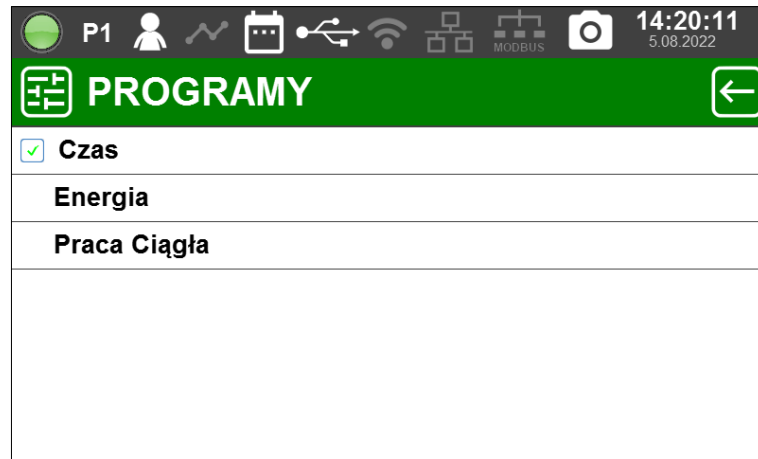 P1
MODBUS
14:20:11
5.08.2022
PROGRAMY
Czas
Energia
Praca Ciągła